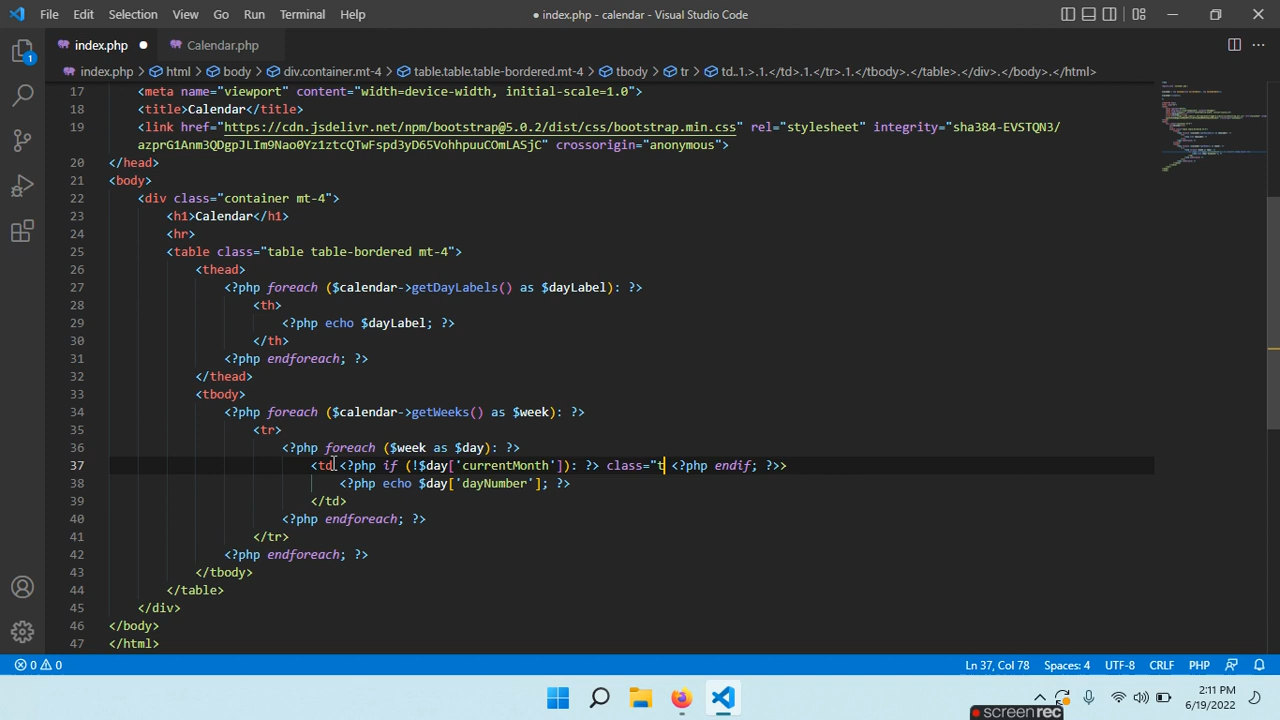 File Edit Selection View Go Run Terminal Help ● index.php - calendar - Visual Studio Code
index.php ● Calendar.php
index.php > html > body > div.container.mt-4 > table.table.table-bordered.mt-4 > tbody > tr > td..1.>.1.</td>.1.</tr>.1.</tbody>.</table>.</div>.</body>.</html>
1
17 <meta name="viewport" content="width=device-width, initial-scale=1.0">
18 <title>Calendar</title>
19 <link href="https://cdn.jsdelivr.net/npm/bootstrap@5.0.2/dist/css/bootstrap.min.css" rel="stylesheet" integrity="sha384-EVSTQN3/
azprG1Anm3QDgpJLIm9Nao0Yz1ztcQTwFspd3yD65VohhpuuCOmLASjC" crossorigin="anonymous">
20 </head>
21 <body>
22 <div class="container mt-4">
23 <h1>Calendar</h1>
24 <hr>
25 <table class="table table-bordered mt-4">
26 <thead>
27 <?php foreach ($calendar->getDayLabels() as $dayLabel): ?>
28 <th>
29 <?php echo $dayLabel; ?>
30 </th>
31 <?php endforeach; ?>
32 </thead>
33 <tbody>
34 <?php foreach ($calendar->getWeeks() as $week): ?>
35 <tr>
36 <?php foreach ($week as $day): ?>
37 <td <?php if (!$day['currentMonth']): ?> class="t <?php endif; ?>>
38 <?php echo $day['dayNumber']; ?>
39 </td>
40 <?php endforeach; ?>
41 </tr>
42 <?php endforeach; ?>
43 </tbody>
44 </table>
45 </div>
46 </body>
47 </html>
0 0 Ln 37, Col 78 Spaces: 4 UTF-8 CRLF PHP
2:11 PM
6/19/2022
screenrec